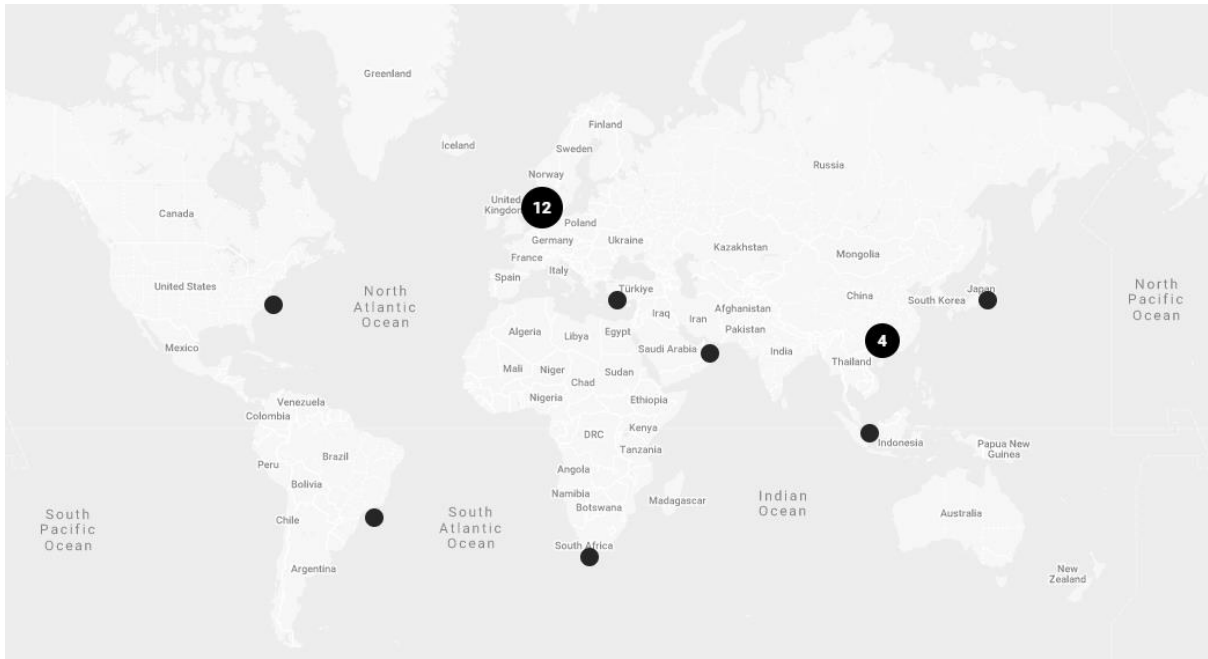 Greenland
Iceland
Finland
Sweden
Norway
Russia
United
Kingdom
12
Poland
Canada
Germany
Ukraine
France
Kazakhstan
Mongolia
Italy
Spain
United States
North
Atlantic
Ocean
Türkiye
China
Japan
South Korea
North
Pacific
Ocean
Iraq
Iran
Afghanistan
Pakistan
Algeria
Libya
Egypt
4
Mexico
Saudi Arabia
India
Thailand
Mali
Niger
Chad
Sudan
Venezuela
Nigeria
Ethiopia
Colombia
Kenya
DRC
Indonesia
Papua New
Guinea
Tanzania
Brazil
Peru
Angola
Bolivia
Namibia
Madagascar
Indian
Ocean
Botswana
South
Pacific
Ocean
Chile
South
Atlantic
Ocean
Australia
South Africa
Argentina
New
Zealand